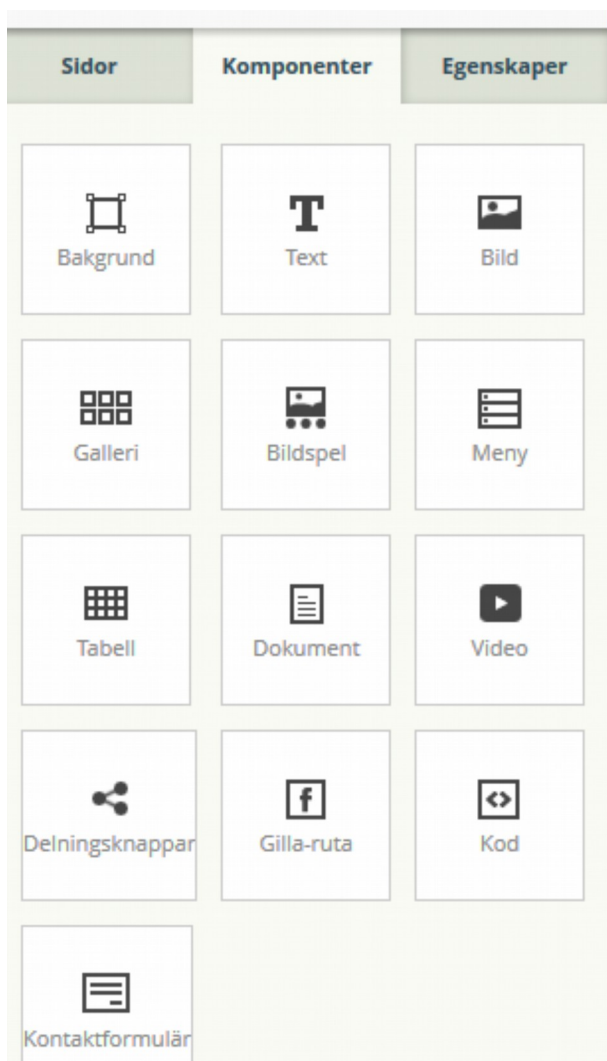 Sidor Komponenter Egenskaper
Bakgrund Text Bild
Galleri Bildspel Meny
Tabell Dokument Video
Delningsknappar Gilla-ruta Kod
Kontaktformulär